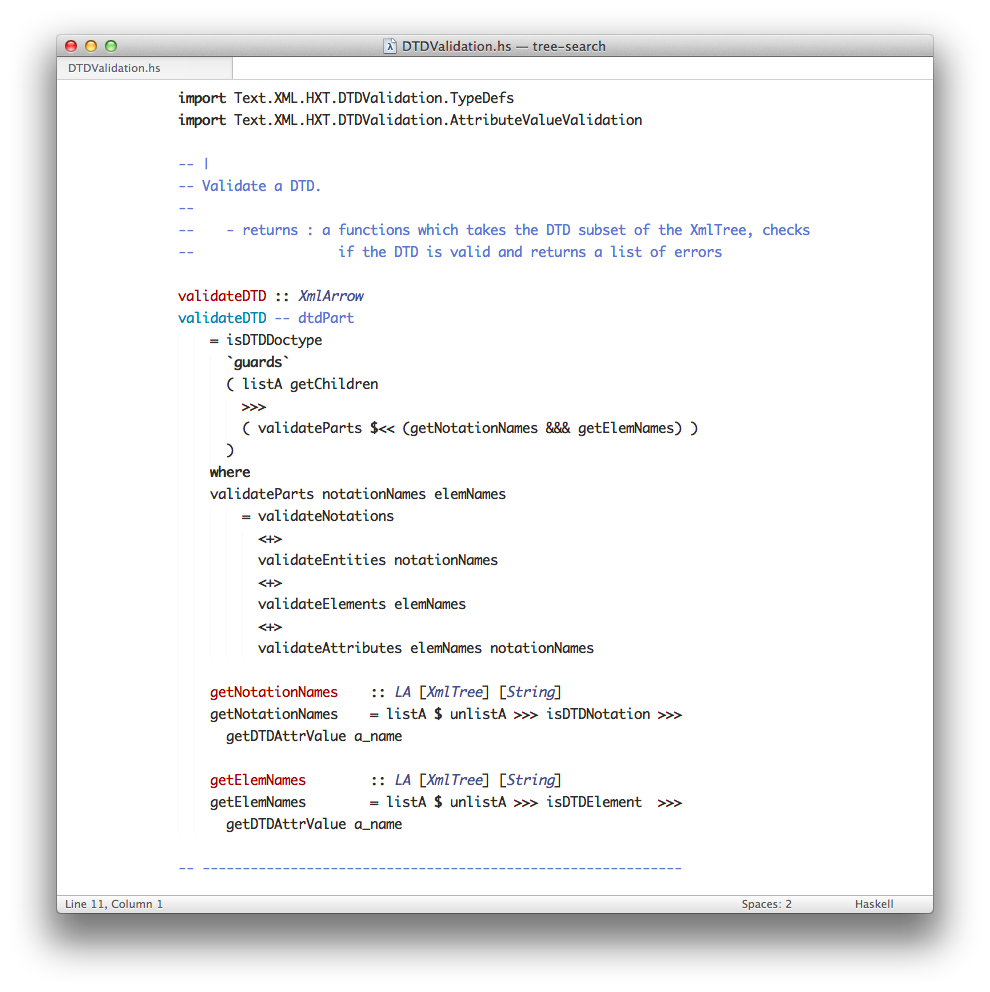 DTDValidation.hs — tree-search
DTDValidation.hs
import Text.XML.HXT.DTDValidation.TypeDefs
import Text.XML.HXT.DTDValidation.AttributeValueValidation
-- |
-- Validate a DTD.
--
--    - returns : a functions which takes the DTD subset of the XmlTree, checks
--                  if the DTD is valid and returns a list of errors
validateDTD :: XmlArrow
validateDTD -- dtdPart
    = isDTDDoctype
      `guards`
      ( listA getChildren
        >>>
        ( validateParts $<< (getNotationNames &&& getElemNames) )
      )
    where
    validateParts notationNames elemNames
        = validateNotations
          <+>
          validateEntities notationNames
          <+>
          validateElements elemNames
          <+>
          validateAttributes elemNames notationNames
    getNotationNames    :: LA [XmlTree] [String]
    getNotationNames    = listA $ unlistA >>> isDTDNotation >>>
      getDTDAttrValue a_name
    getElemNames        :: LA [XmlTree] [String]
    getElemNames        = listA $ unlistA >>> isDTDElement  >>>
      getDTDAttrValue a_name
-- ------------------------------------------------------------
Line 11, Column 1 Spaces: 2 Haskell